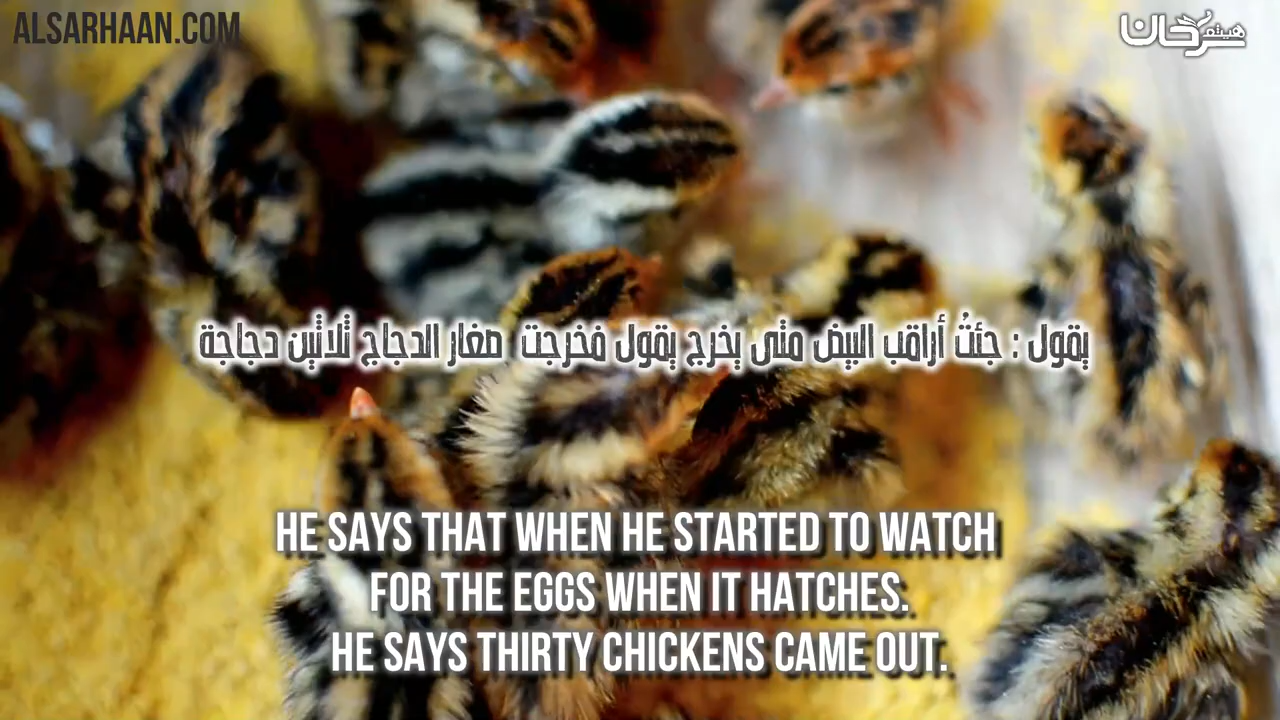 ALSARHAAN.COM
هيثم
سرحان
يقول : جئتُ أراقب البيض متى يخرج يقول فخرجت صغار الدجاج ثلاثين دجاجة
HE SAYS THAT WHEN HE STARTED TO WATCH
FOR THE EGGS WHEN IT HATCHES.
HE SAYS THIRTY CHICKENS CAME OUT.